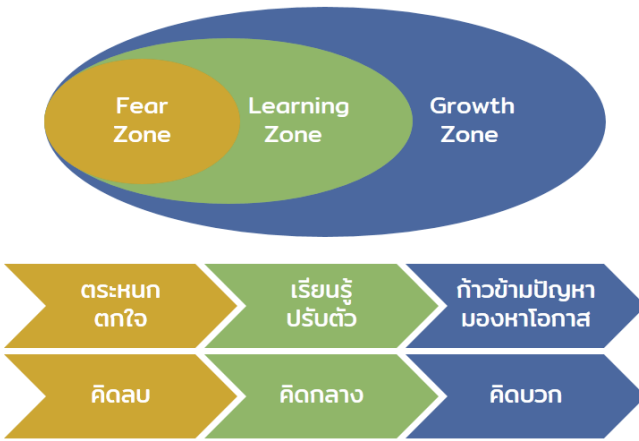 Fear
Zone
Learning
Zone
Growth
Zone
ตระหนก
ตกใจ
เรียนรู้
ปรับตัว
ก้าวข้ามปัญหา
มองหาโอกาส
คิดลบ
คิดกลาง
คิดบวก